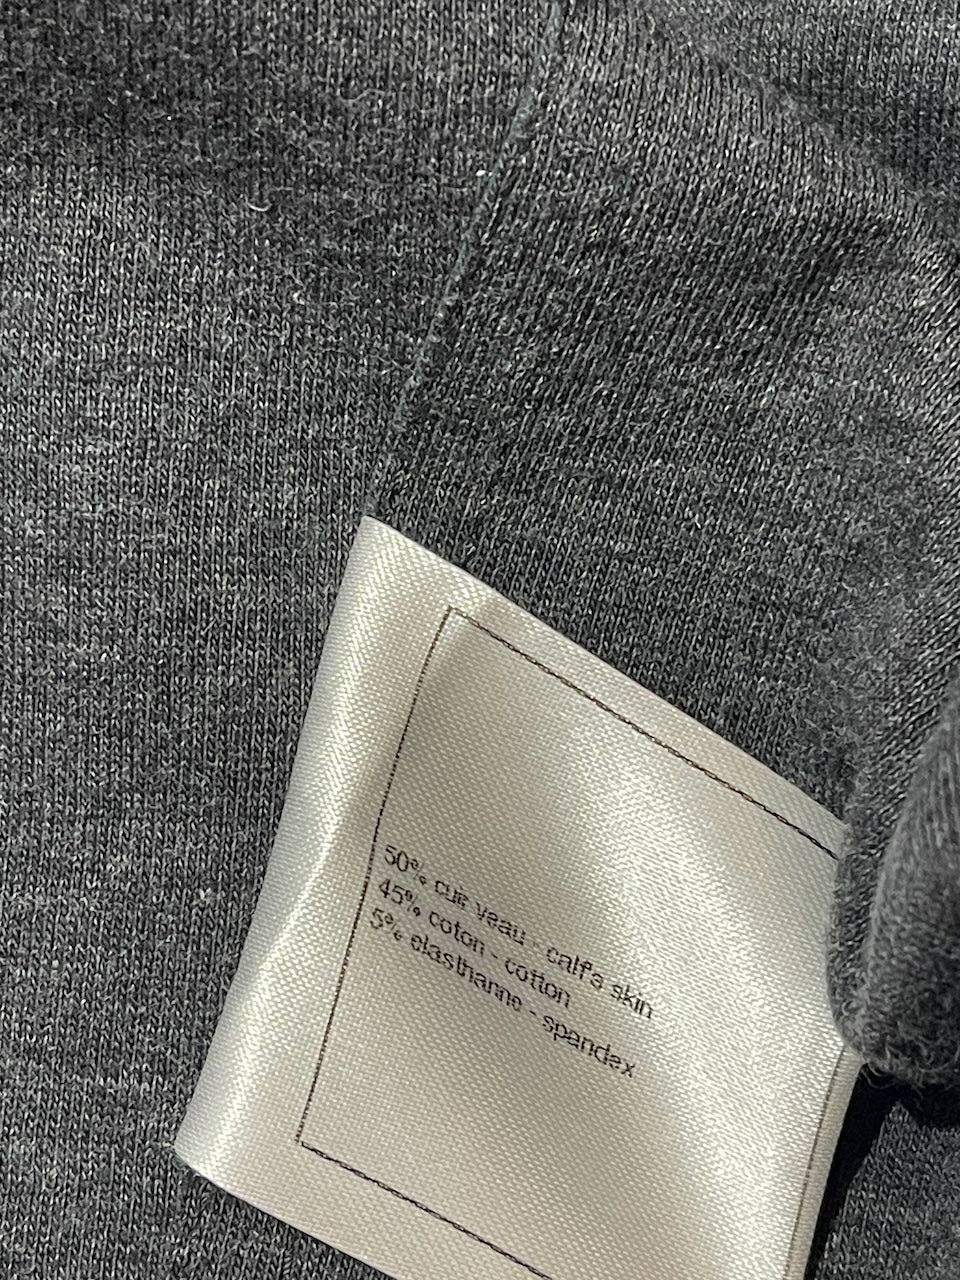 50% cuir veau - calf's skin
45% coton - cotton
5% elasthanne - spandex